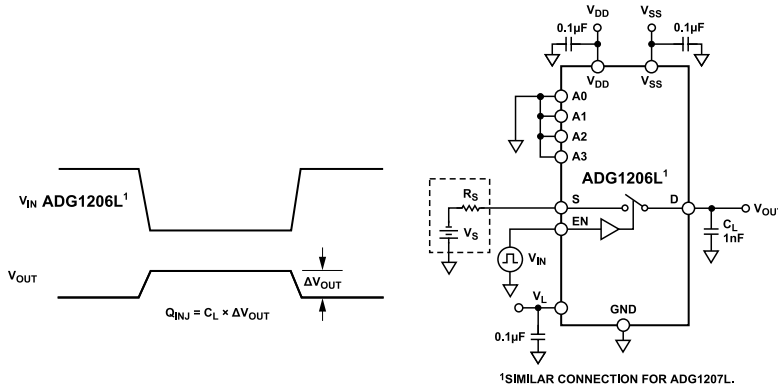 V_IN ADG1206L¹
V_OUT
ΔV_OUT
Q_INJ = C_L × ΔV_OUT
V_DD
V_SS
0.1µF
0.1µF
V_DD
V_SS
A0
A1
A2
A3
ADG1206L¹
R_S
S
D
V_OUT
V_S
EN
C_L
1nF
V_IN
V_L
GND
0.1µF
¹SIMILAR CONNECTION FOR ADG1207L.